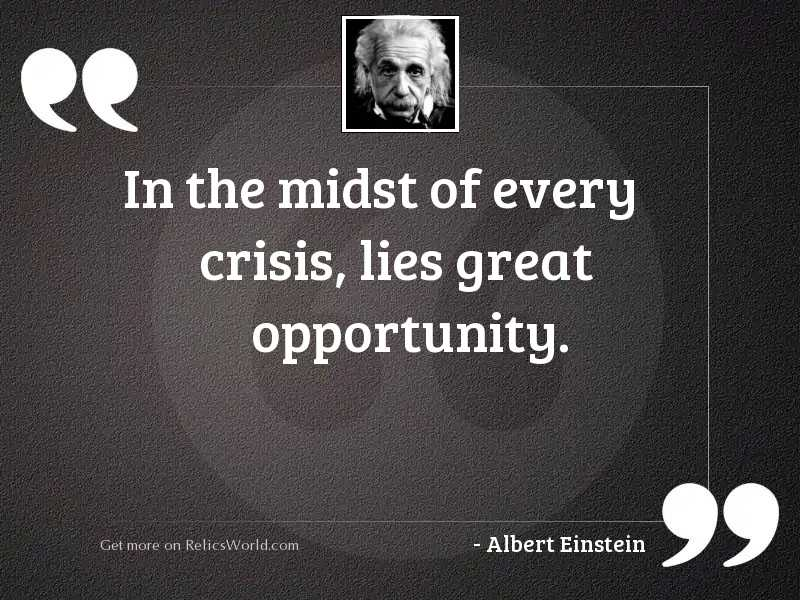 In the midst of every
crisis, lies great
opportunity.
Get more on RelicsWorld.com
- Albert Einstein